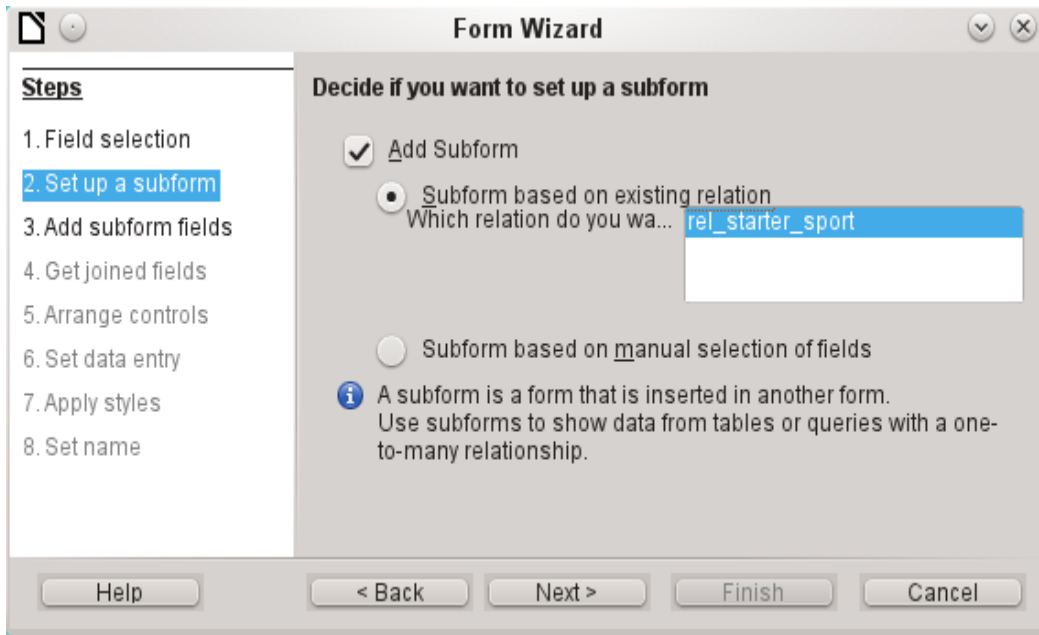 Form Wizard
Steps
1. Field selection
2. Set up a subform
3. Add subform fields
4. Get joined fields
5. Arrange controls
6. Set data entry
7. Apply styles
8. Set name
Decide if you want to set up a subform
Add Subform
Subform based on existing relation
Which relation do you wa... rel_starter_sport
Subform based on manual selection of fields
A subform is a form that is inserted in another form.
Use subforms to show data from tables or queries with a one-
to-many relationship.
Help < Back Next > Finish Cancel